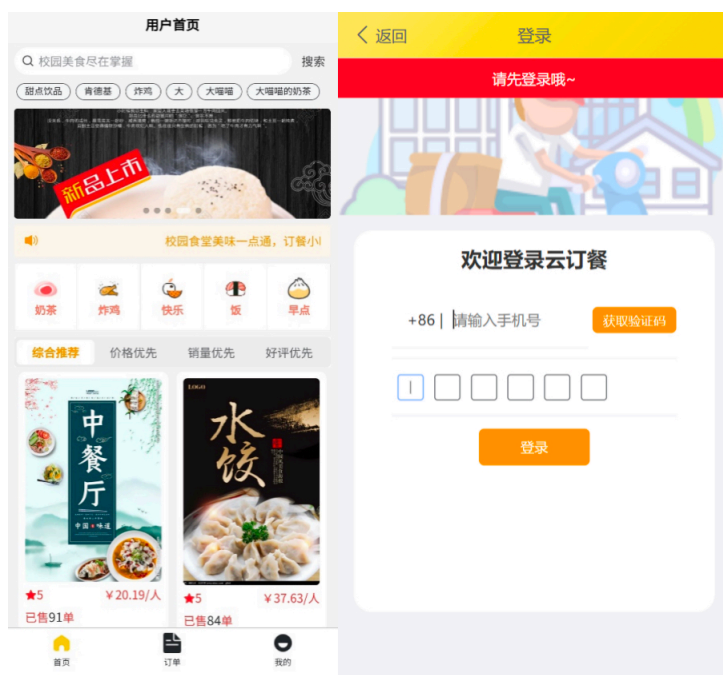 用户首页
校园美食尽在掌握
搜索
甜点饮品
肯德基
炸鸡
大
大喵喵
大喵喵的奶茶
新品上市
校园食堂美味一点通，订餐小
奶茶
炸鸡
快乐
饭
早点
综合推荐
价格优先
销量优先
好评优先
中餐厅
中国味道
LOGO
水饺
5
￥20.19/人
已售91单
5
￥37.63/人
已售84单
首页
订单
我的
返回
登录
请先登录哦~
欢迎登录云订餐
+86 | 请输入手机号
获取验证码
登录